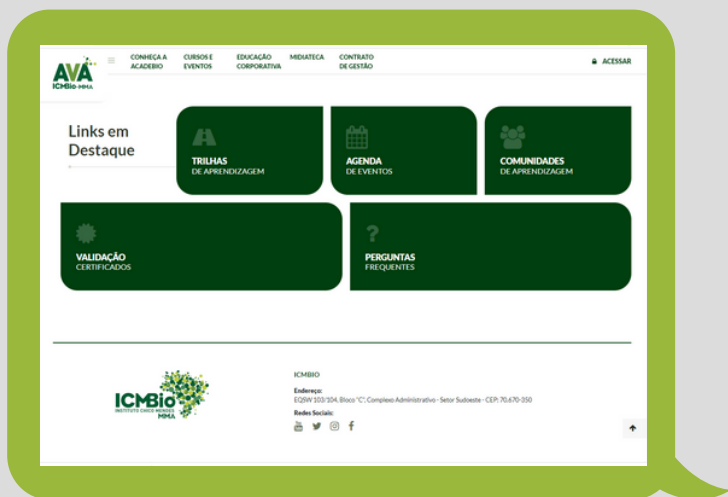 AVA
ICMBio-MMA
CONHEÇA A
ACADEBIO
CURSOS E
EVENTOS
EDUCAÇÃO
CORPORATIVA
MIDIATECA
CONTRATO
DE GESTÃO
ACESSAR
Links em
Destaque
TRILHAS
DE APRENDIZAGEM
AGENDA
DE EVENTOS
COMUNIDADES
DE APRENDIZAGEM
VALIDAÇÃO
CERTIFICADOS
PERGUNTAS
FREQUENTES
ICMBio
INSTITUTO CHICO MENDES
MMA
ICMBIO
Endereço:
EQSW 103/104, Bloco "C", Complexo Administrativo - Setor Sudoeste - CEP: 70.670-350
Redes Sociais: